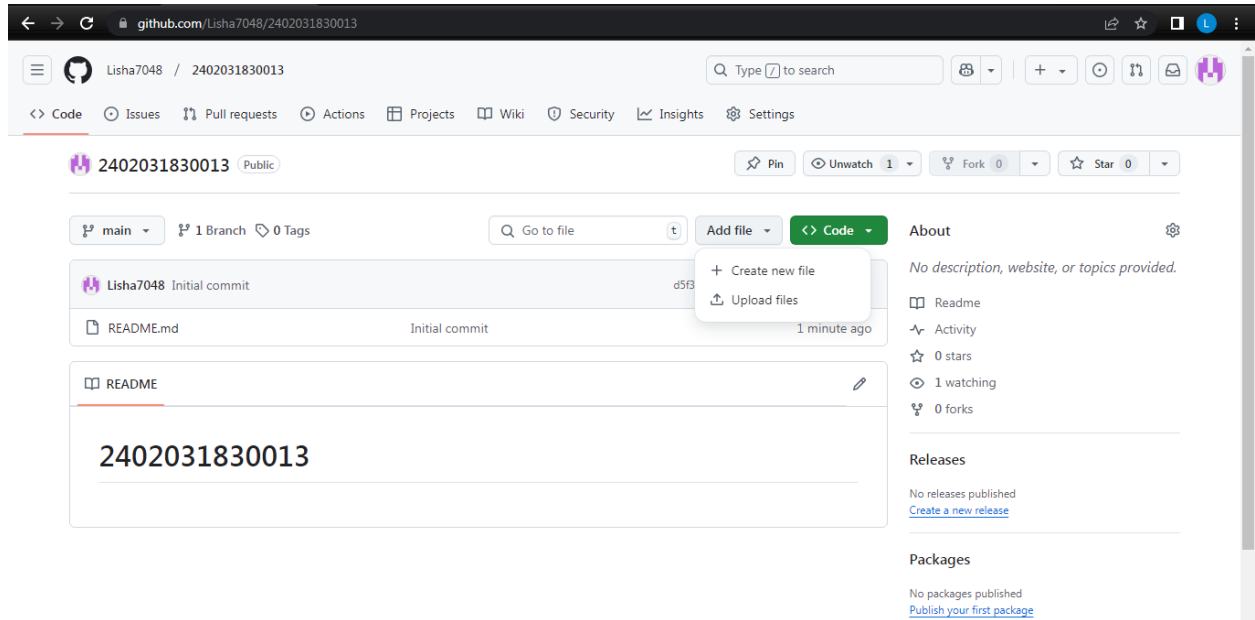 github.com/Lisha7048/2402031830013
L
Lisha7048 / 2402031830013
Type / to search
Code Issues Pull requests Actions Projects Wiki Security Insights Settings
2402031830013 Public
Pin Unwatch 1 Fork 0 Star 0
main 1 Branch 0 Tags Go to file t Add file Code
Create new file
Upload files
Lisha7048 Initial commit d5f3
README.md Initial commit 1 minute ago
README
2402031830013
About
No description, website, or topics provided.
Readme
Activity
0 stars
1 watching
0 forks
Releases
No releases published
Create a new release
Packages
No packages published
Publish your first package